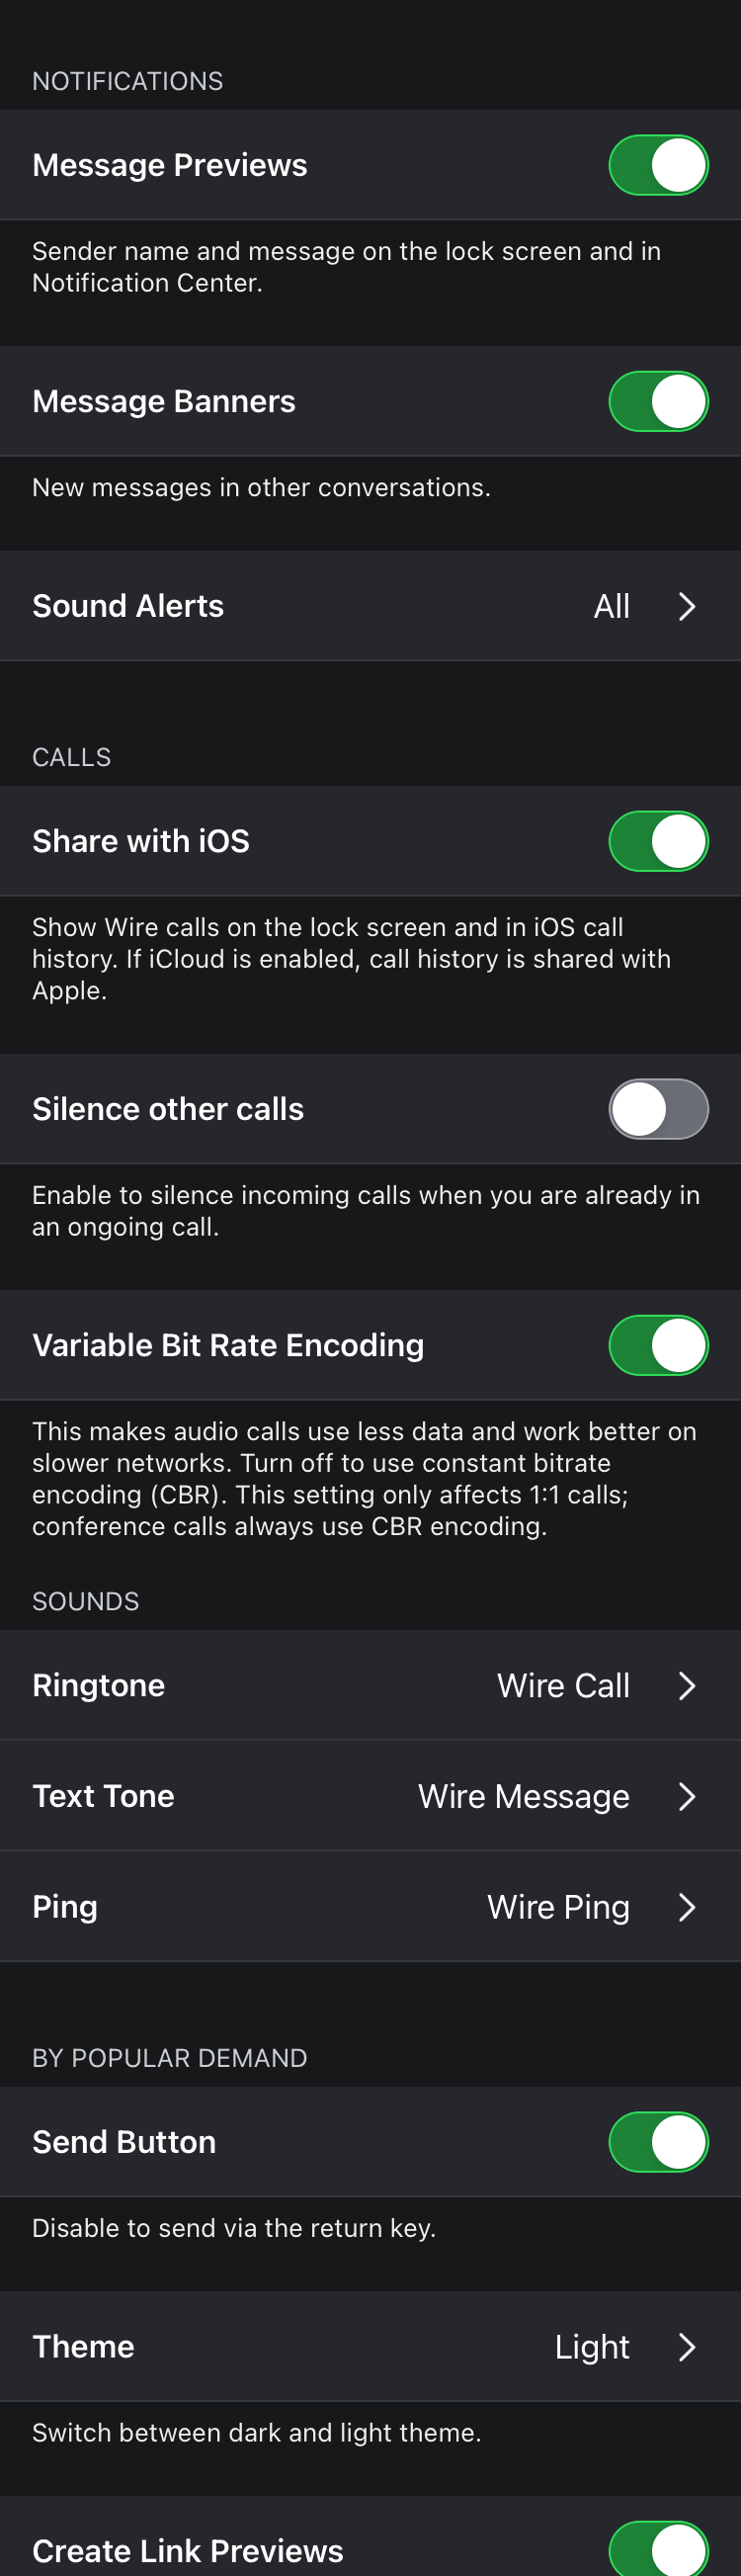 NOTIFICATIONS
Message Previews
Sender name and message on the lock screen and in
Notification Center.
Message Banners
New messages in other conversations.
Sound Alerts All
CALLS
Share with iOS
Show Wire calls on the lock screen and in iOS call
history. If iCloud is enabled, call history is shared with
Apple.
Silence other calls
Enable to silence incoming calls when you are already in
an ongoing call.
Variable Bit Rate Encoding
This makes audio calls use less data and work better on
slower networks. Turn off to use constant bitrate
encoding (CBR). This setting only affects 1:1 calls;
conference calls always use CBR encoding.
SOUNDS
Ringtone Wire Call
Text Tone Wire Message
Ping Wire Ping
BY POPULAR DEMAND
Send Button
Disable to send via the return key.
Theme Light
Switch between dark and light theme.
Create Link Previews